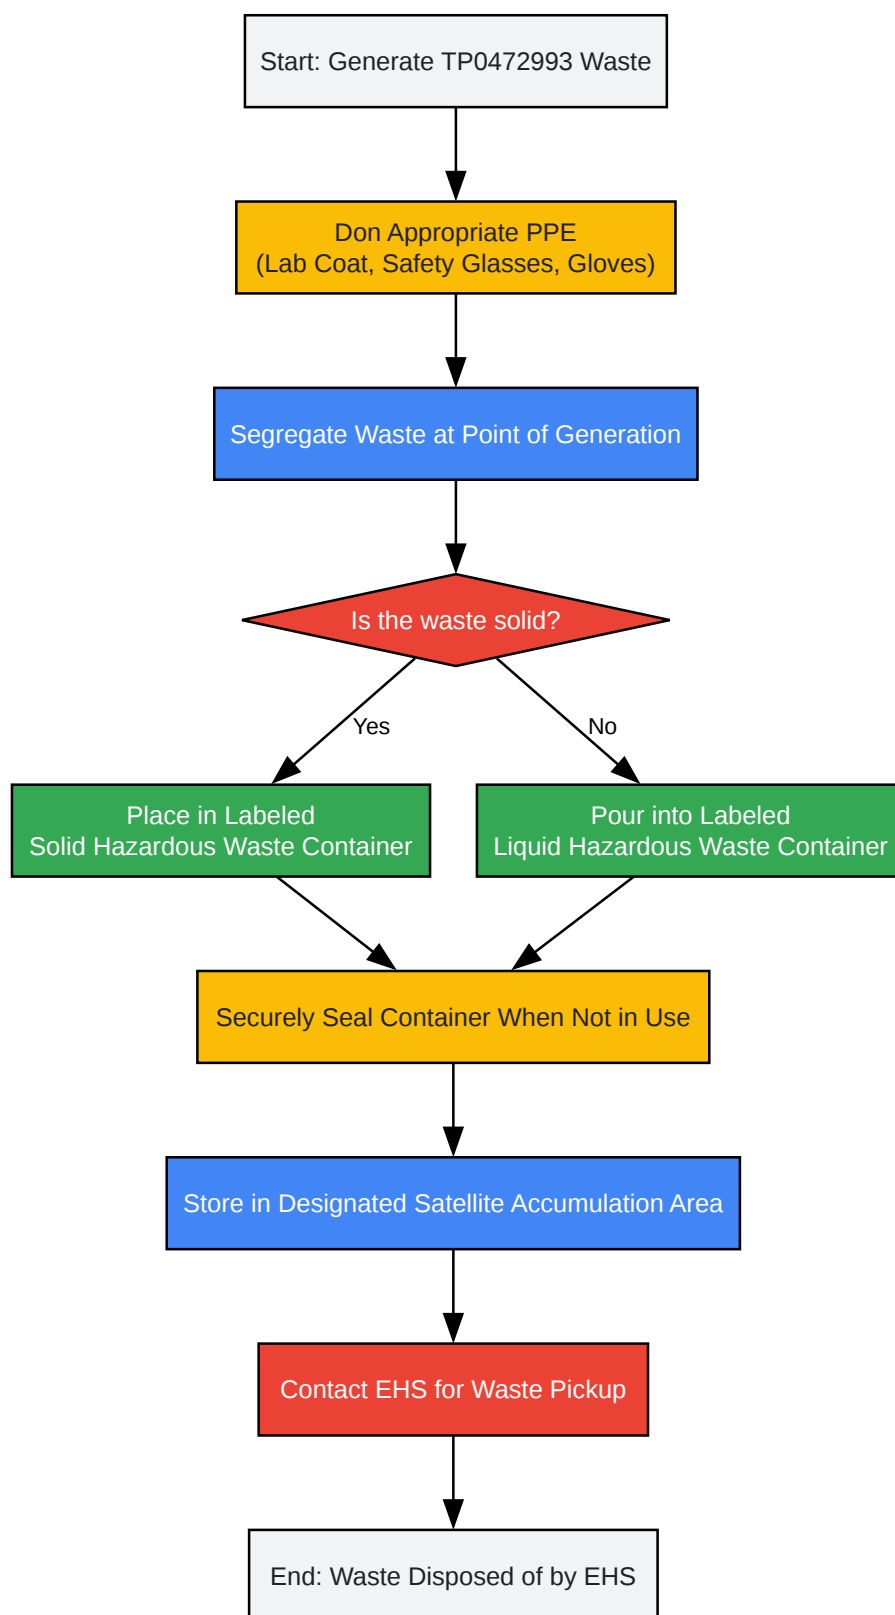 Start: Generate TP0472993 Waste
Don Appropriate PPE
(Lab Coat, Safety Glasses, Gloves)
Segregate Waste at Point of Generation
Is the waste solid?
Yes
No
Place in Labeled
Solid Hazardous Waste Container
Pour into Labeled
Liquid Hazardous Waste Container
Securely Seal Container When Not in Use
Store in Designated Satellite Accumulation Area
Contact EHS for Waste Pickup
End: Waste Disposed of by EHS